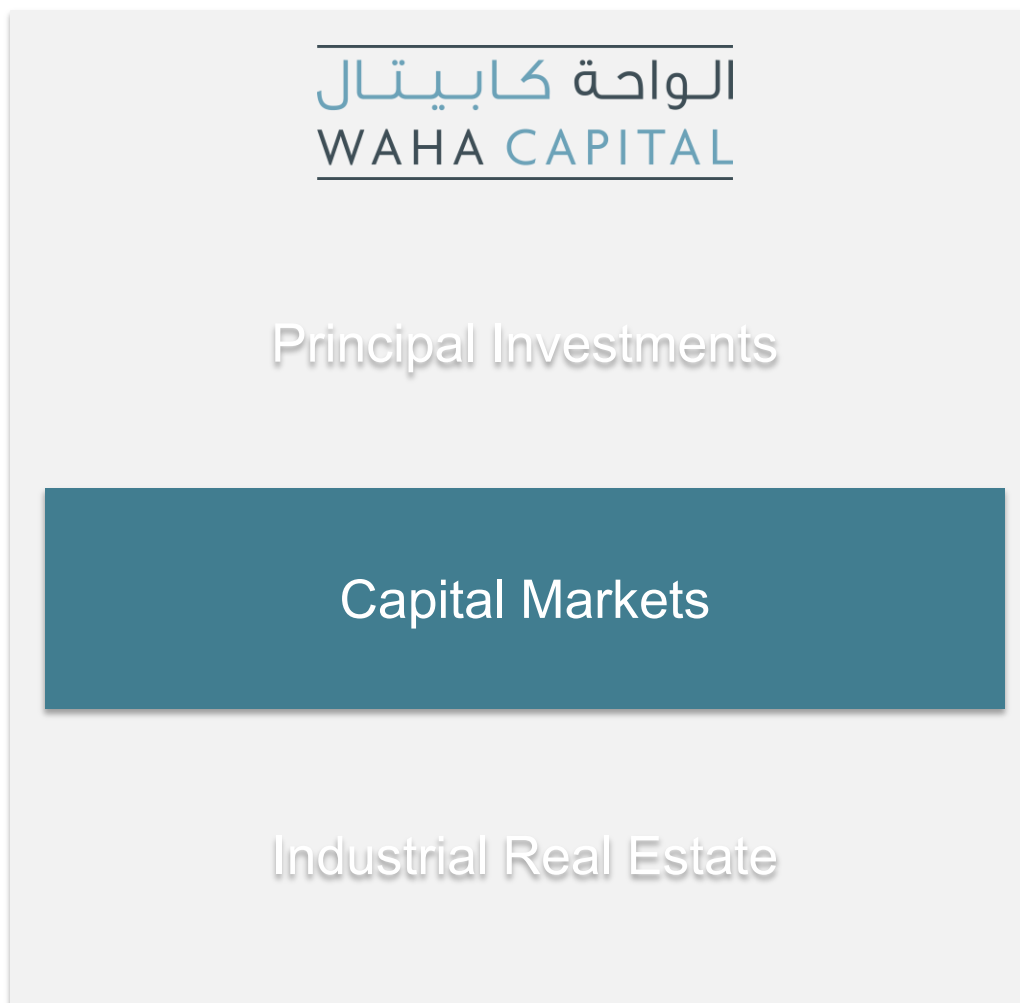 الواحة كابيتال
WAHA CAPITAL
Principal Investments
Capital Markets
Industrial Real Estate